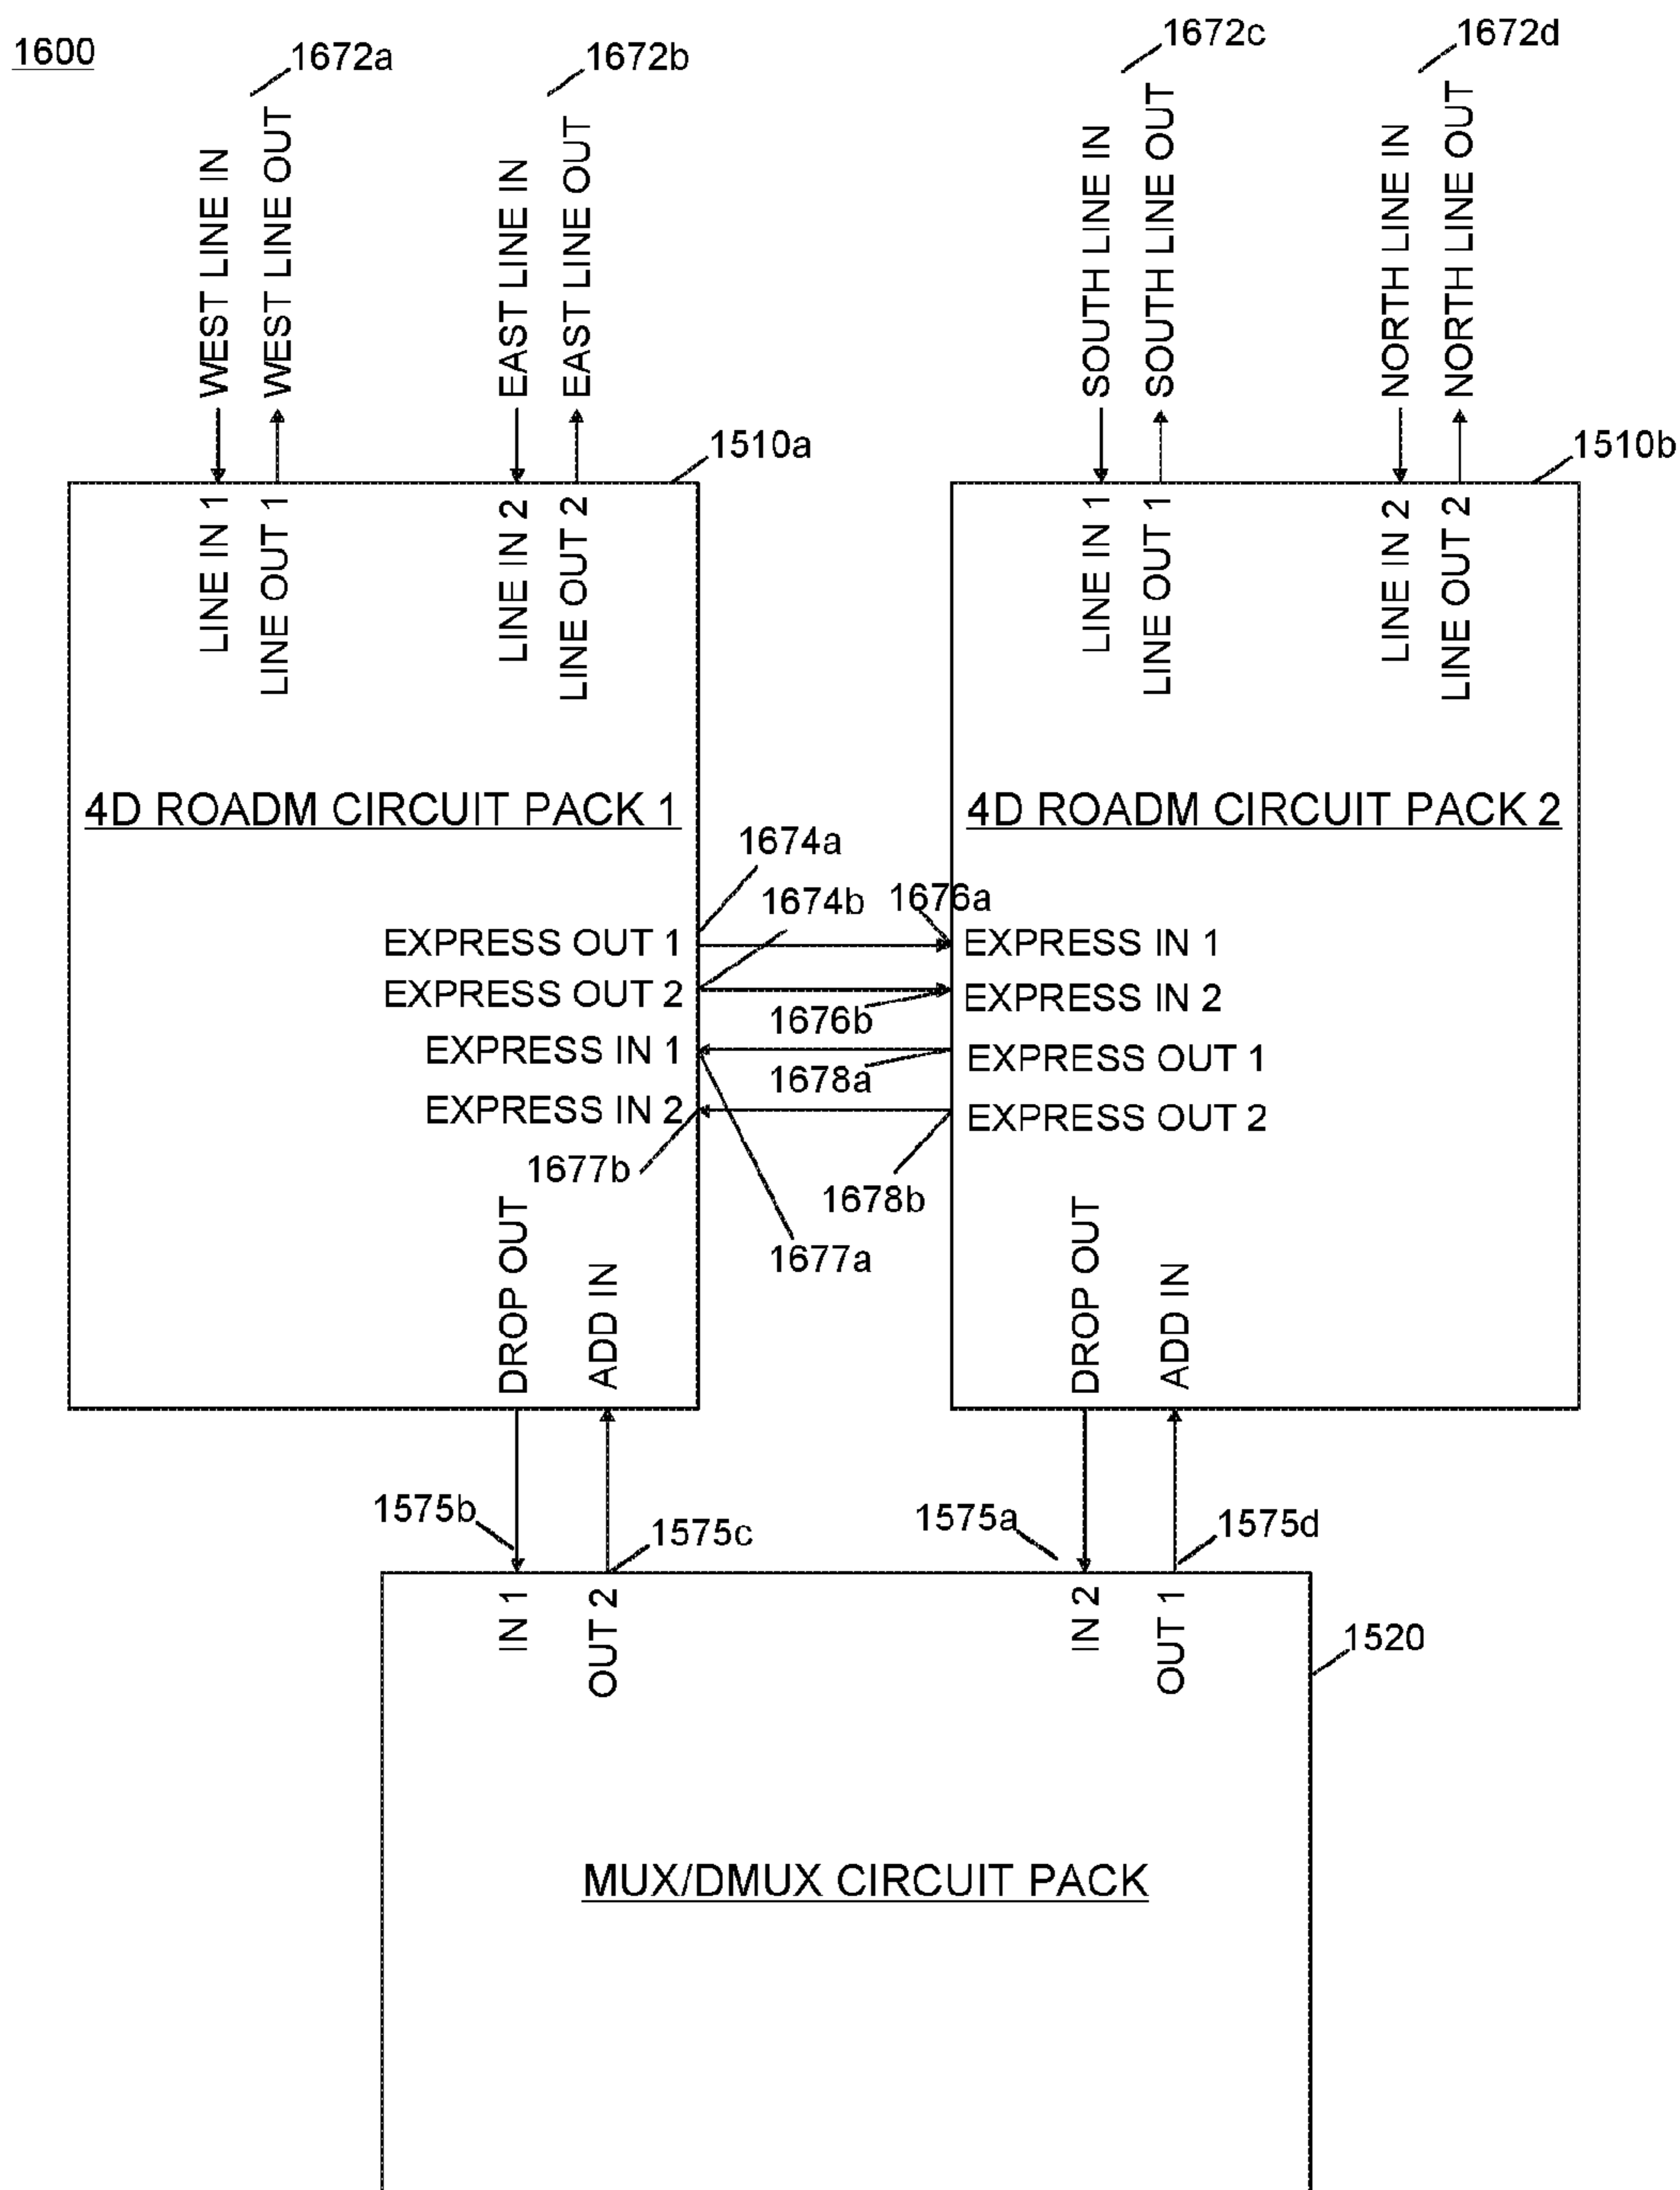 1600
1672a
1672b
1672c
1672d
WEST LINE IN
WEST LINE OUT
EAST LINE IN
EAST LINE OUT
SOUTH LINE IN
SOUTH LINE OUT
NORTH LINE IN
NORTH LINE OUT
1510a
1510b
LINE IN 1
LINE OUT 1
LINE IN 2
LINE OUT 2
LINE IN 1
LINE OUT 1
LINE IN 2
LINE OUT 2
4D ROADM CIRCUIT PACK 1
4D ROADM CIRCUIT PACK 2
1674a
1674b
1676a
EXPRESS OUT 1
EXPRESS IN 1
EXPRESS OUT 2
EXPRESS IN 2
1676b
EXPRESS IN 1
EXPRESS OUT 1
1678a
EXPRESS IN 2
EXPRESS OUT 2
1677b
1678b
1677a
DROP OUT
ADD IN
DROP OUT
ADD IN
1575b
1575c
1575a
1575d
IN 1
OUT 2
IN 2
OUT 1
1520
MUX/DMUX CIRCUIT PACK